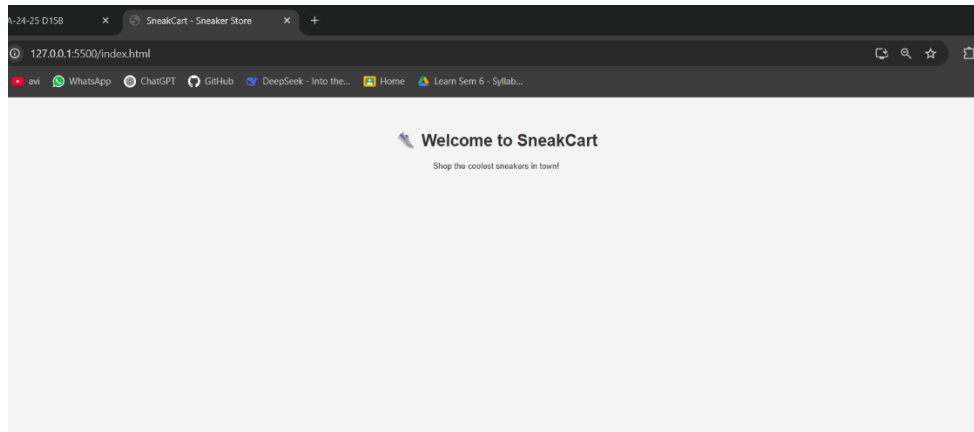 A-24-25 D15B SneakCart - Sneaker Store
127.0.0.1:5500/index.html
avi WhatsApp ChatGPT GitHub DeepSeek - Into the... Home Learn Sem 6 - Syllab...
Welcome to SneakCart
Shop the coolest sneakers in town!